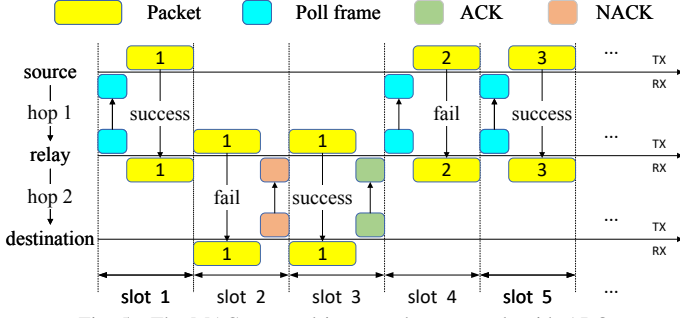 Packet Poll frame ACK NACK
1 2 3 ... TX
source RX
hop 1 success fail success
1 1 ... TX
relay RX
1 2 3
hop 2 fail success
... TX
destination RX
1 1
slot 1 slot 2 slot 3 slot 4 slot 5 ...